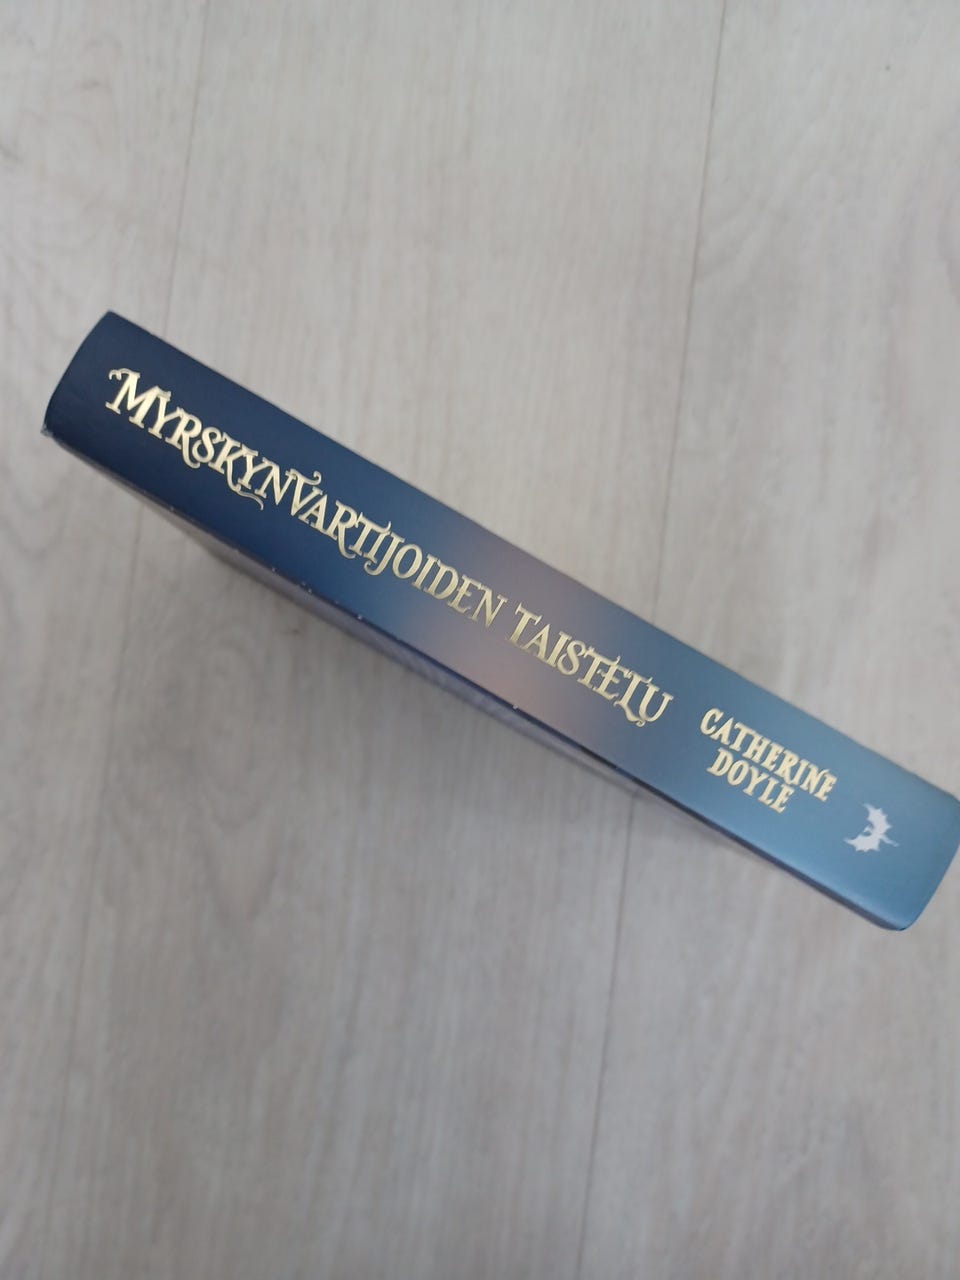 MYRSKYNVARTIJOIDEN TAISTELU
CATHERINE
DOYLE